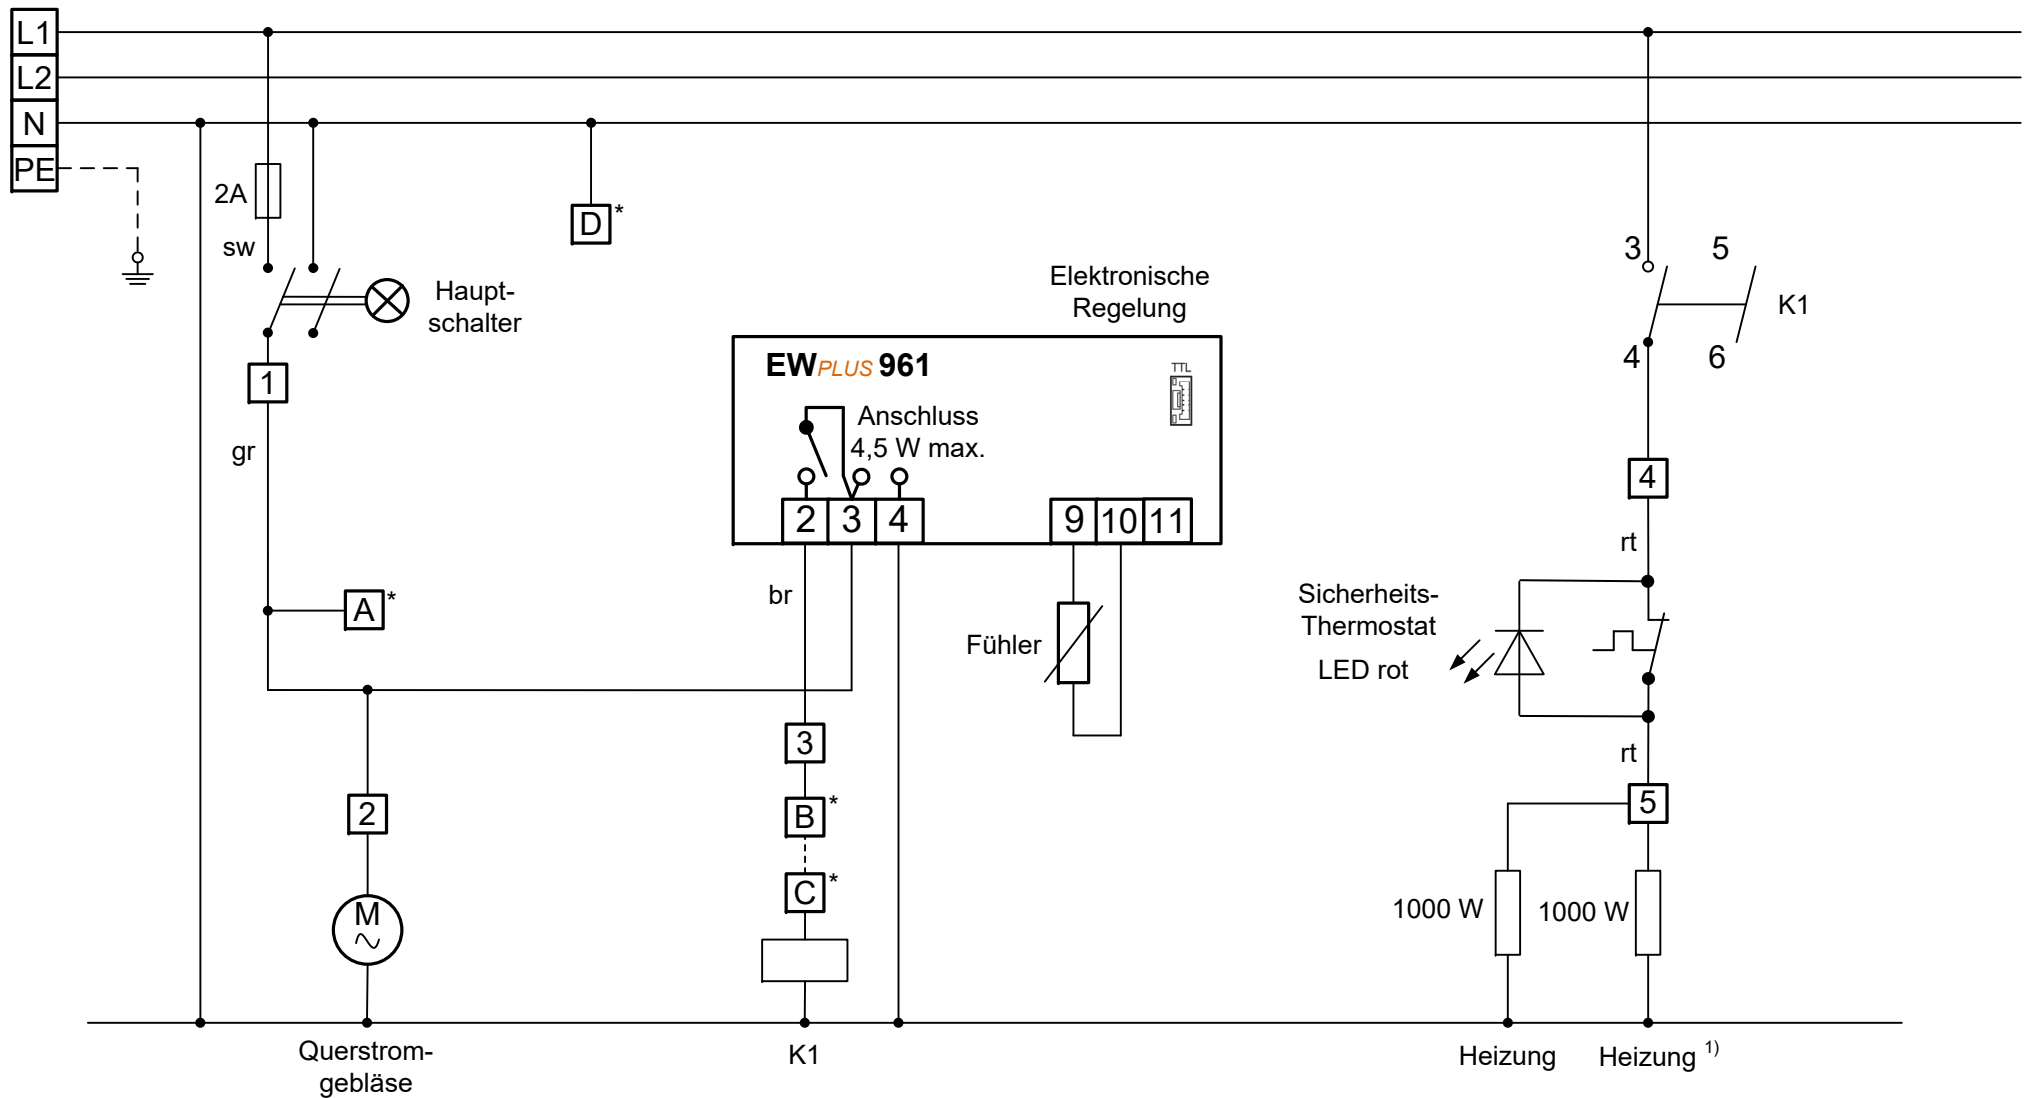 L1
L2
N
PE
2A
sw
D *
Haupt-
schalter
1
gr
A *
2
M
Querstrom-
gebläse
Elektronische
Regelung
EWPLUS 961
TTL
Anschluss
4,5 W max.
2 3 4
9 10 11
br
Fühler
3
B *
C *
K1
3 5
K1
4 6
4
rt
Sicherheits-
Thermostat
LED rot
rt
5
1000 W 1000 W
Heizung Heizung 1)